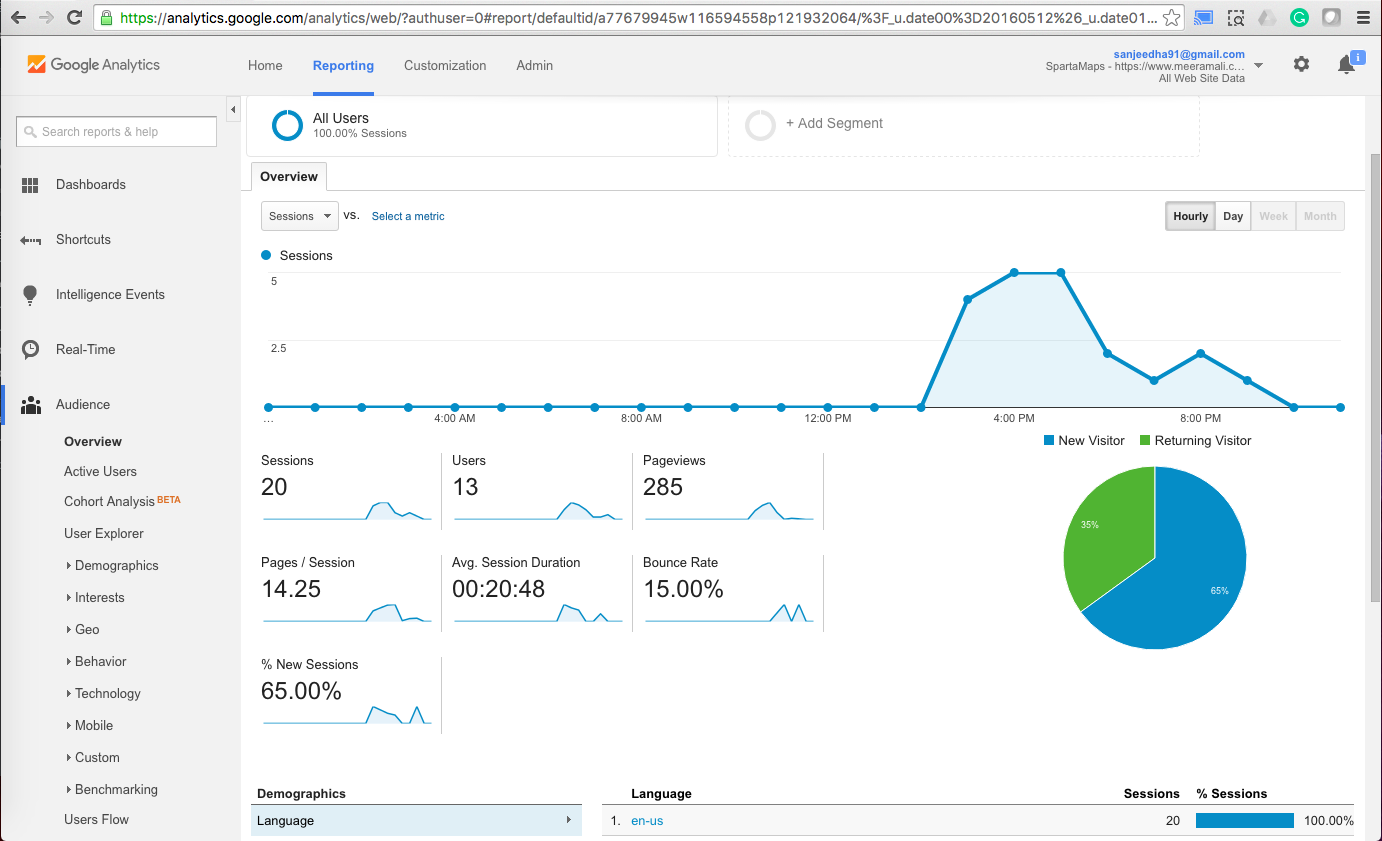 https://analytics.google.com/analytics/web/?authuser=0#report/defaultid/a77679945w116594558p121932064/%3F_u.date00%3D20160512%26_u.date01...
Google Analytics
Home
Reporting
Customization
Admin
sanjeedha91@gmail.com
SpartaMaps - https://www.meeramali.c...
All Web Site Data
i
Search reports & help
Dashboards
Shortcuts
Intelligence Events
Real-Time
Audience
Overview
Active Users
Cohort Analysis BETA
User Explorer
Demographics
Interests
Geo
Behavior
Technology
Mobile
Custom
Benchmarking
Users Flow
All Users
100.00% Sessions
+ Add Segment
Overview
Sessions
vs.
Select a metric
Hourly
Day
Week
Month
Sessions
5
2.5
...
4:00 AM
8:00 AM
12:00 PM
4:00 PM
8:00 PM
New Visitor
Returning Visitor
35%
65%
Sessions
20
Users
13
Pageviews
285
Pages / Session
14.25
Avg. Session Duration
00:20:48
Bounce Rate
15.00%
% New Sessions
65.00%
Demographics
Language
Language
Sessions
% Sessions
1. en-us
20
100.00%